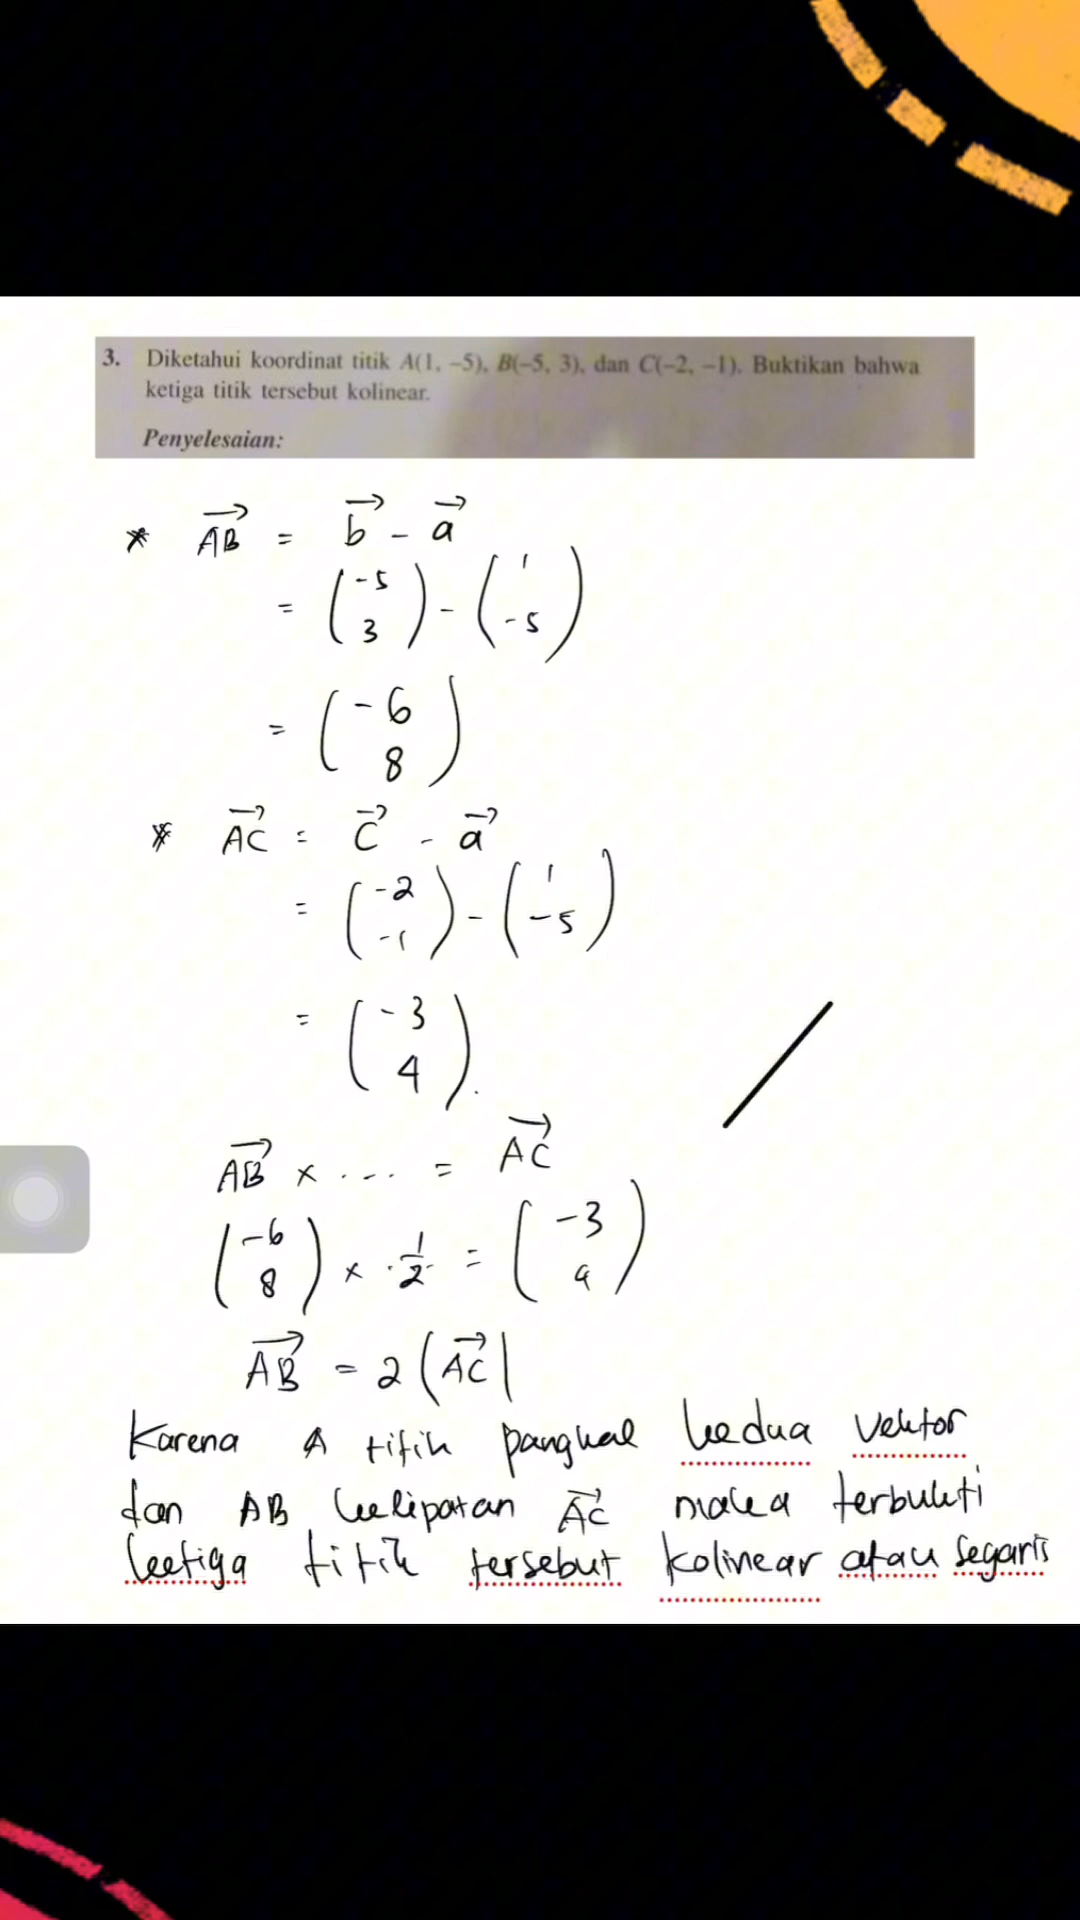 3. Diketahui koordinat titik A(1, –5), B(–5, 3), dan C(–2, –1). Buktikan bahwa
ketiga titik tersebut kolinear.
Penyelesaian:
* AB = b - a
= (-5 3) - (1 -5)
= (-6 8)
* AC = c - a
= (-2 -1) - (1 -5)
= (-3 4).
AB x .... = AC
(-6 8) x .1/2. = (-3 4)
AB = 2 (AC)
Karena A titik pangkal kedua vektor
dan AB kelipatan AC maka terbukti
ketiga titik tersebut kolinear atau segaris